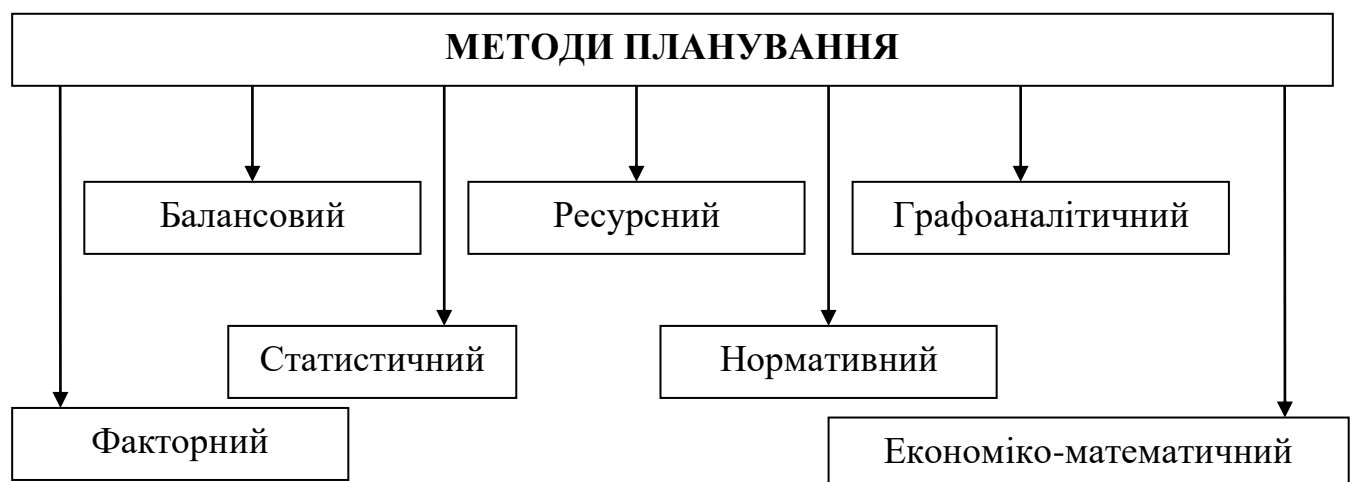 МЕТОДИ ПЛАНУВАННЯ
Балансовий
Ресурсний
Графоаналітичний
Статистичний
Нормативний
Факторний
Економіко-математичний